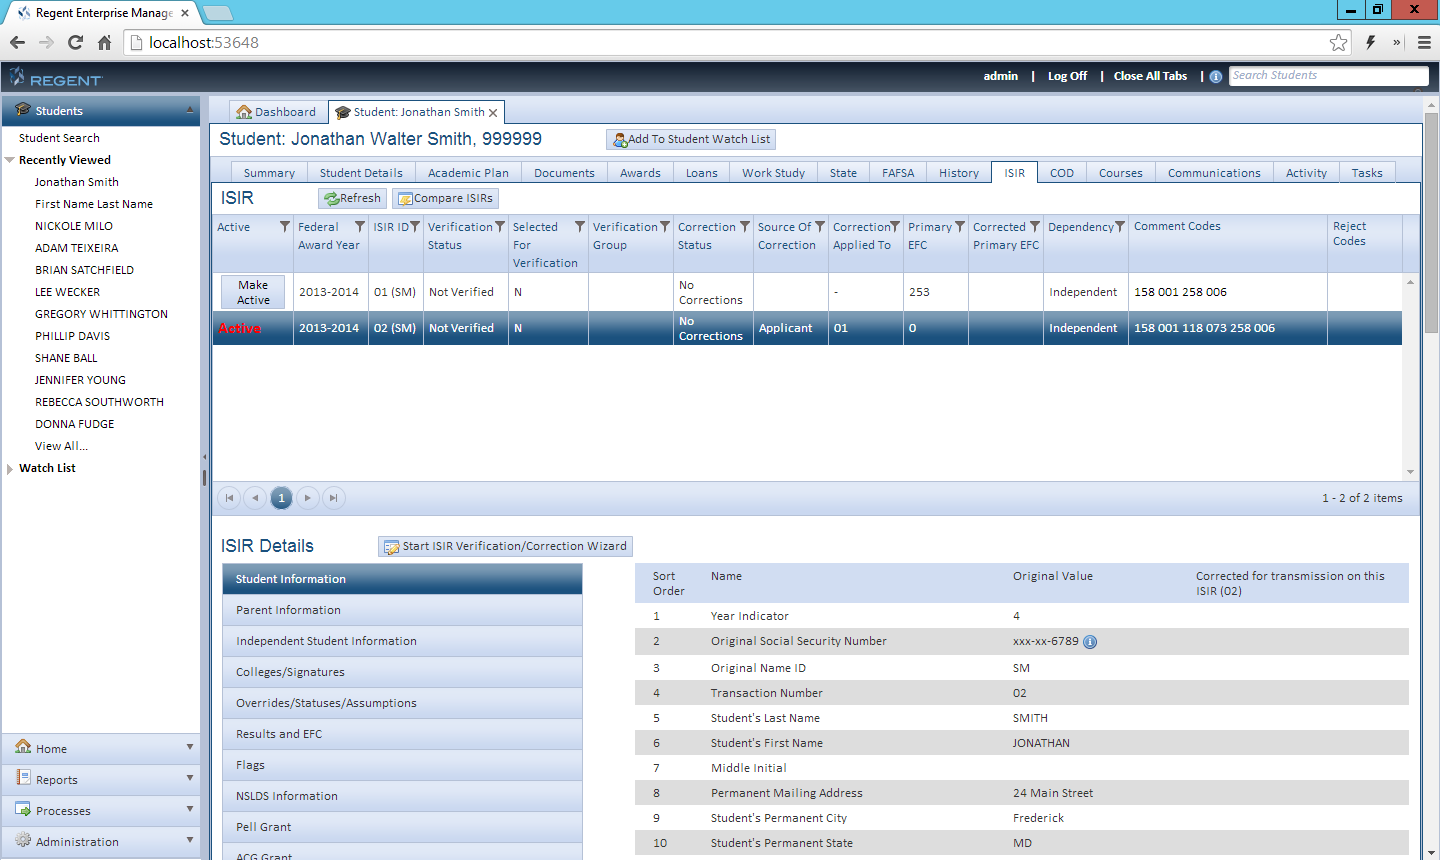 Regent Enterprise Manage
localhost:53648
REGENT
admin | Log Off | Close All Tabs |
Search Students
Students
Student Search
Recently Viewed
Jonathan Smith
First Name Last Name
NICKOLE MILO
ADAM TEIXEIRA
BRIAN SATCHFIELD
LEE WECKER
GREGORY WHITTINGTON
PHILLIP DAVIS
SHANE BALL
JENNIFER YOUNG
REBECCA SOUTHWORTH
DONNA FUDGE
View All...
Watch List
Home
Reports
Processes
Administration
Dashboard
Student: Jonathan Smith
Student: Jonathan Walter Smith, 999999
Add To Student Watch List
Summary Student Details Academic Plan Documents Awards Loans Work Study State FAFSA History ISIR COD Courses Communications Activity Tasks
ISIR
Refresh
Compare ISIRs
Active
Federal
Award Year
ISIR ID
Verification
Status
Selected
For
Verification
Verification
Group
Correction
Status
Source Of
Correction
Correction
Applied To
Primary
EFC
Corrected
Primary EFC
Dependency
Comment Codes
Reject
Codes
Make
Active
2013-2014
01 (SM)
Not Verified
N
No
Corrections
-
253
Independent
158 001 258 006
Active
2013-2014
02 (SM)
Not Verified
N
No
Corrections
Applicant
01
0
Independent
158 001 118 073 258 006
1
1 - 2 of 2 items
ISIR Details
Start ISIR Verification/Correction Wizard
Student Information
Parent Information
Independent Student Information
Colleges/Signatures
Overrides/Statuses/Assumptions
Results and EFC
Flags
NSLDS Information
Pell Grant
ACG Grant
Sort
Order
Name
Original Value
Corrected for transmission on this
ISIR (02)
1 Year Indicator 4
2 Original Social Security Number xxx-xx-6789
3 Original Name ID SM
4 Transaction Number 02
5 Student's Last Name SMITH
6 Student's First Name JONATHAN
7 Middle Initial
8 Permanent Mailing Address 24 Main Street
9 Student's Permanent City Frederick
10 Student's Permanent State MD